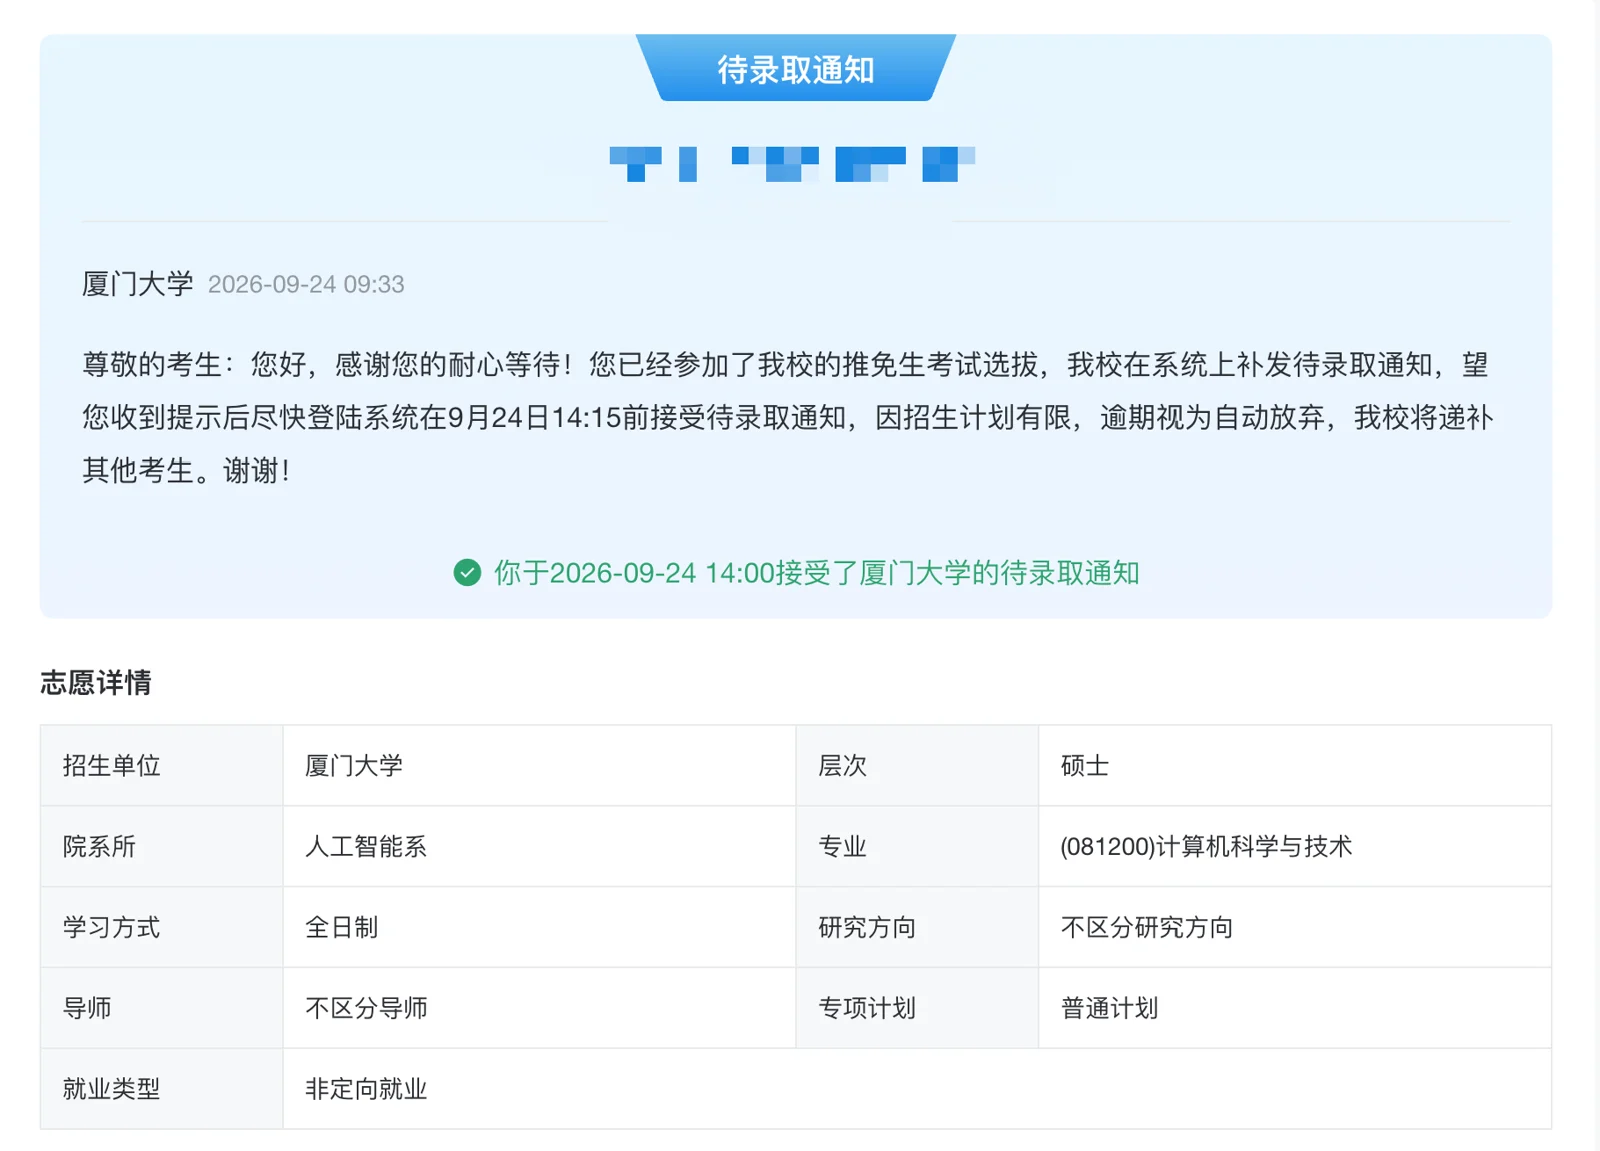 待录取通知
厦门大学 2026-09-24 09:33
尊敬的考生：您好，感谢您的耐心等待！您已经参加了我校的推免生考试选拔，我校在系统上补发待录取通知，望
您收到提示后尽快登陆系统在9月24日14:15前接受待录取通知，因招生计划有限，逾期视为自动放弃，我校将递补
其他考生。谢谢！
你于2026-09-24 14:00接受了厦门大学的待录取通知
志愿详情
招生单位 厦门大学 层次 硕士
院系所 人工智能系 专业 (081200)计算机科学与技术
学习方式 全日制 研究方向 不区分研究方向
导师 不区分导师 专项计划 普通计划
就业类型 非定向就业